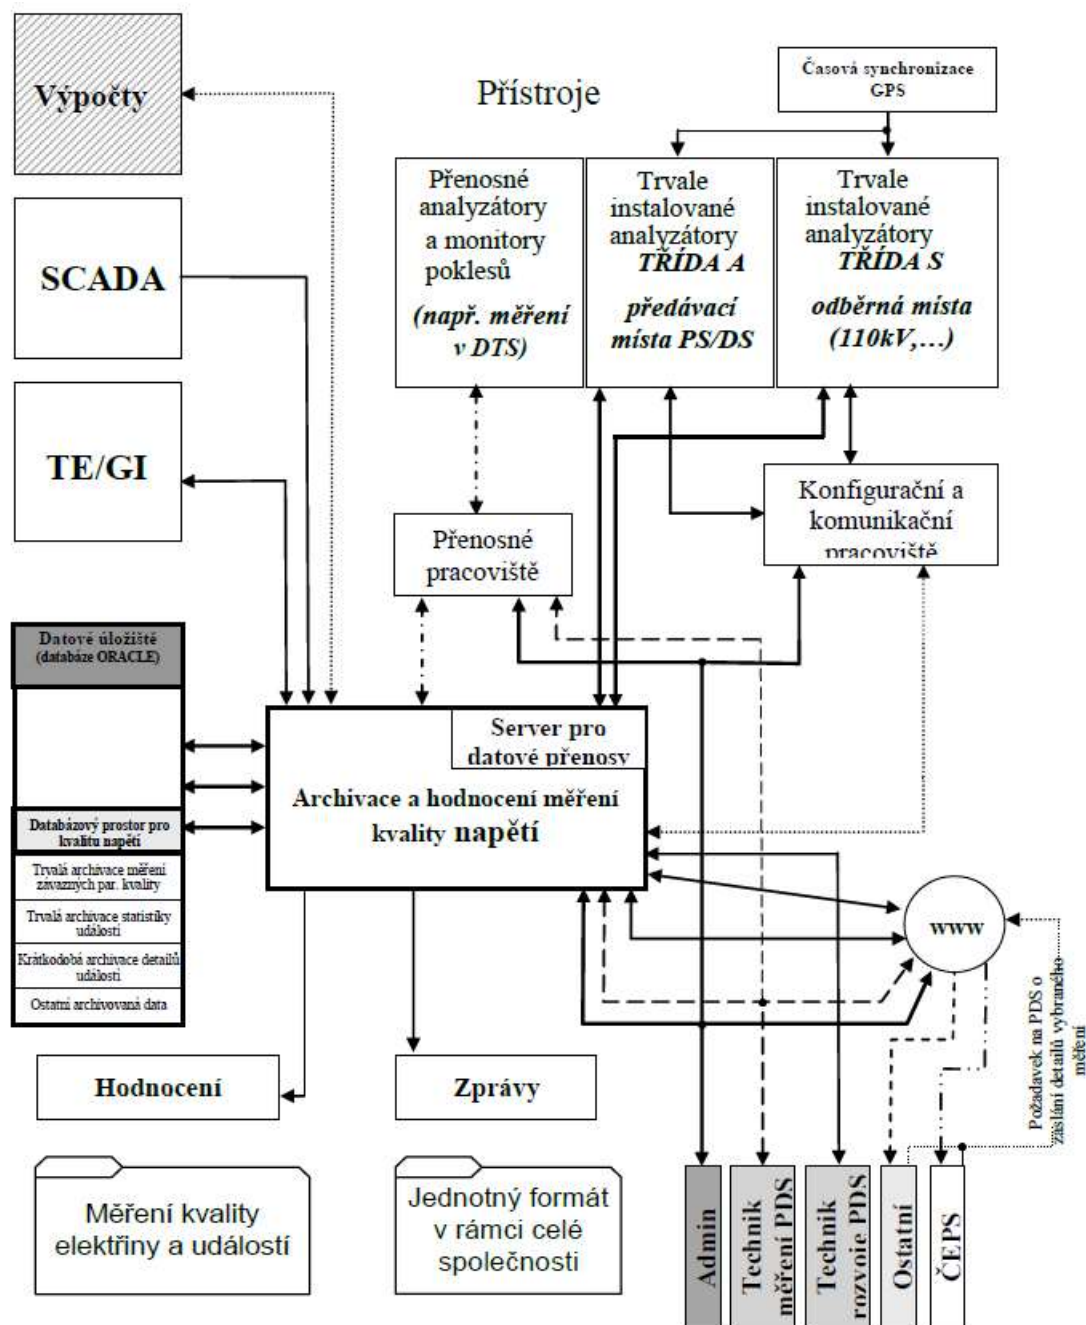 Výpočty
Přístroje
Časová synchronizace
GPS
SCADA
TE/GI
Přenosné
analyzátory
a monitory
poklesů
(např. měření
v DTS)
Trvale
instalované
analyzátory
TŘÍDA A
předávací
místa PS/DS
Trvale
instalované
analyzátory
TŘÍDA S
odběrná místa
(110kV,…)
Přenosné
pracoviště
Konfigurační a
komunikační
pracoviště
Datové úložiště
(databáze ORACLE)
Databázový prostor pro
kvalitu napětí
Trvalá archivace měření
závazných par. kvality
Trvalá archivace statistiky
událostí
Krátkodobá archivace detailů
událostí
Ostatní archivovaná data
Server pro
datové přenosy
Archivace a hodnocení měření
kvality napětí
www
Požadavek na PDS o
zaslání detailů vybraného
měření
Hodnocení
Zprávy
Měření kvality
elektřiny a událostí
Jednotný formát
v rámci celé
společnosti
Admin
Technik
měření PDS
Technik
rozvoje PDS
Ostatní
ČEPS